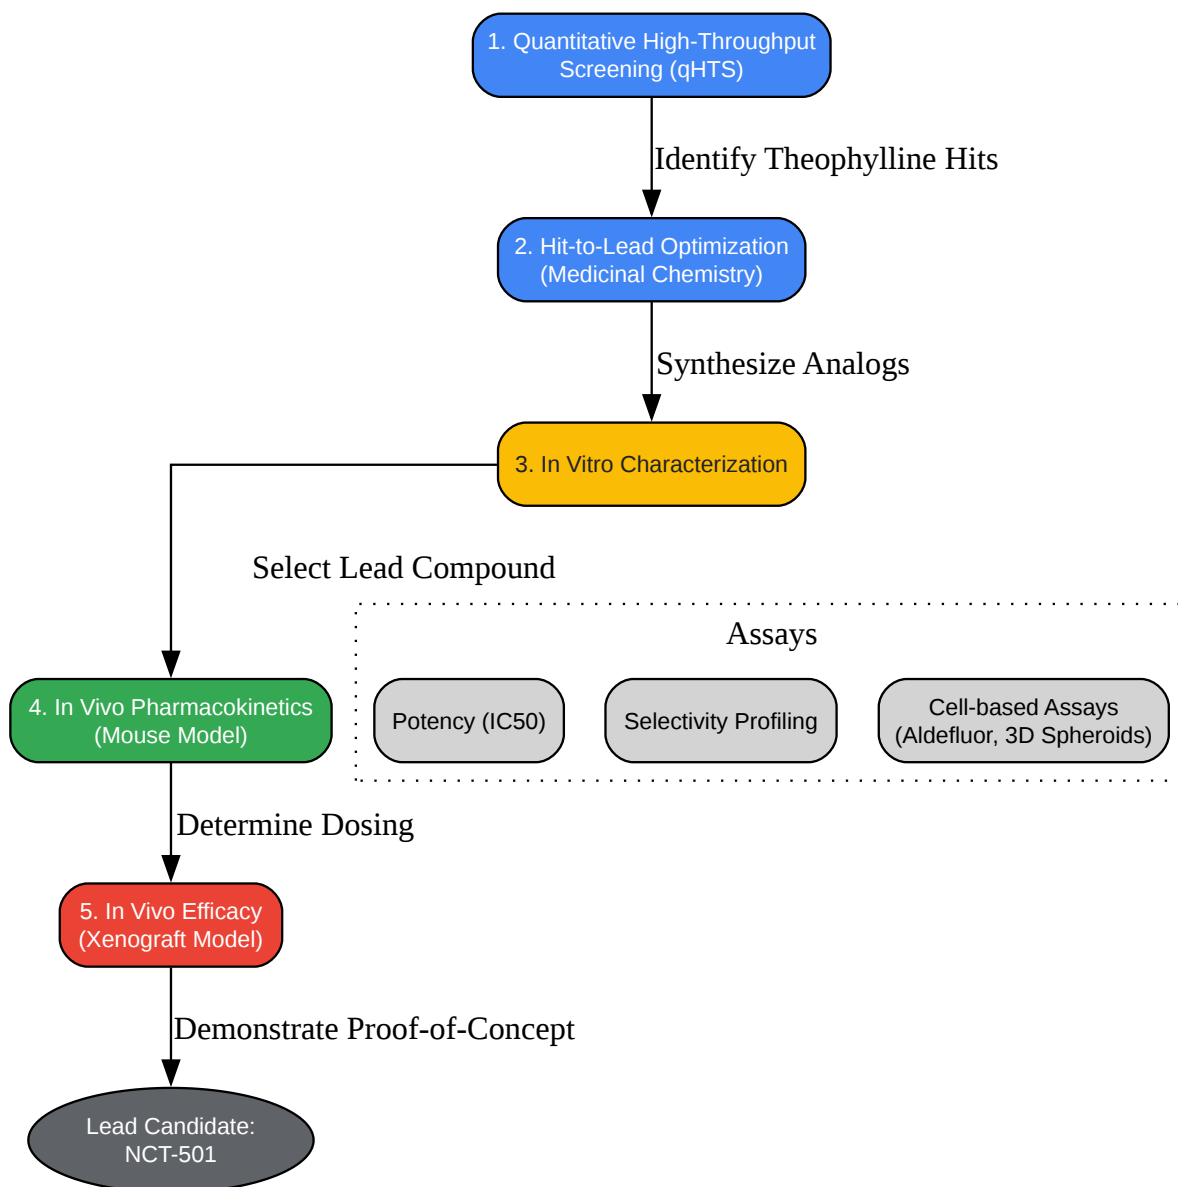 1. Quantitative High-Throughput
Screening (qHTS)
Identify Theophylline Hits
2. Hit-to-Lead Optimization
(Medicinal Chemistry)
Synthesize Analogs
3. In Vitro Characterization
Select Lead Compound
Assays
4. In Vivo Pharmacokinetics
(Mouse Model)
Potency (IC50)
Selectivity Profiling
Cell-based Assays
(Aldefluor, 3D Spheroids)
Determine Dosing
5. In Vivo Efficacy
(Xenograft Model)
Demonstrate Proof-of-Concept
Lead Candidate:
NCT-501